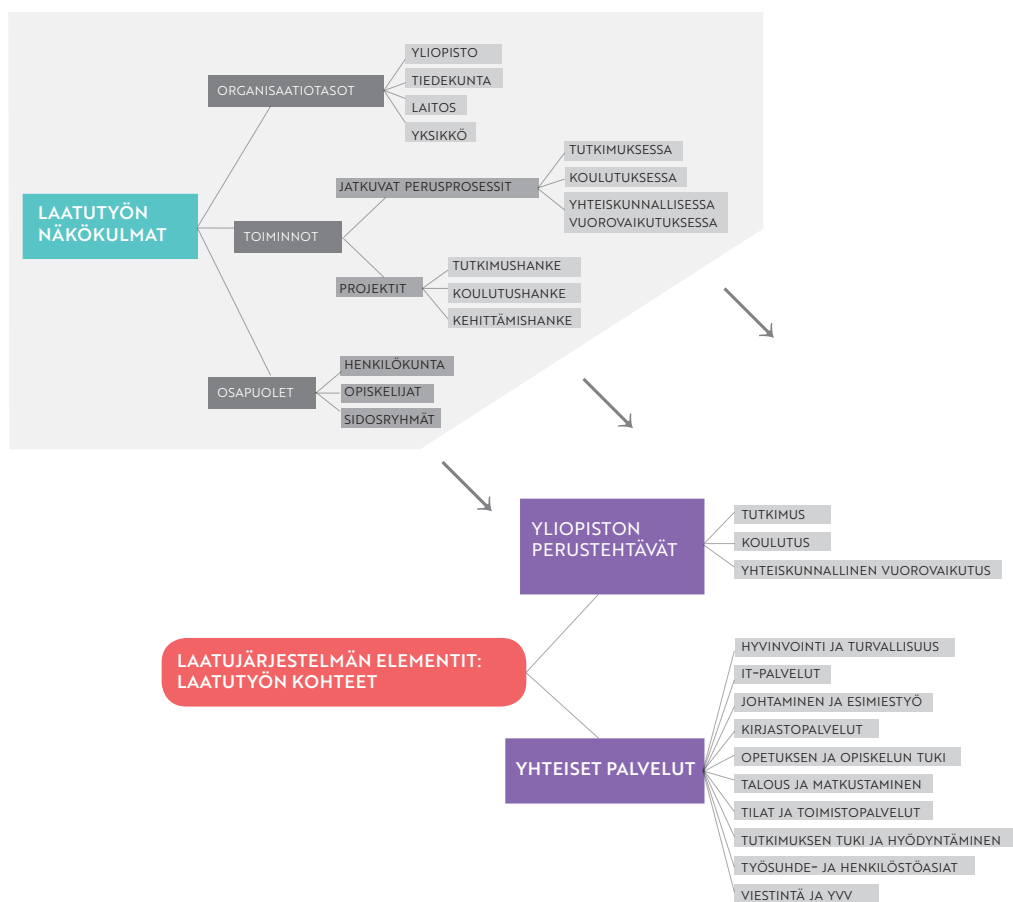 LAATUTYÖN
NÄKÖKULMAT
ORGANISAATIOTASOT
YLIOPISTO
TIEDEKUNTA
LAITOS
YKSIKKÖ
TOIMINNOT
JATKUVAT PERUSPROSESSIT
TUTKIMUKSESSA
KOULUTUKSESSA
YHTEISKUNNALLISESSA
VUOROVAIKUTUKSESSA
PROJEKTIT
TUTKIMUSHANKE
KOULUTUSHANKE
KEHITTÄMISHANKE
OSAPUOLET
HENKILÖKUNTA
OPISKELIJAT
SIDOSRYHMÄT
LAATUJÄRJESTELMÄN ELEMENTIT:
LAATUTYÖN KOHTEET
YLIOPISTON
PERUSTEHTÄVÄT
TUTKIMUS
KOULUTUS
YHTEISKUNNALLINEN VUOROVAIKUTUS
YHTEISET PALVELUT
HYVINVOINTI JA TURVALLISUUS
IT-PALVELUT
JOHTAMINEN JA ESIMIESTYÖ
KIRJASTOPALVELUT
OPETUKSEN JA OPISKELUN TUKI
TALOUS JA MATKUSTAMINEN
TILAT JA TOIMISTOPALVELUT
TUTKIMUKSEN TUKI JA HYÖDYNTÄMINEN
TYÖSUHDE- JA HENKILÖSTÖASIAT
VIESTINTÄ JA YVV